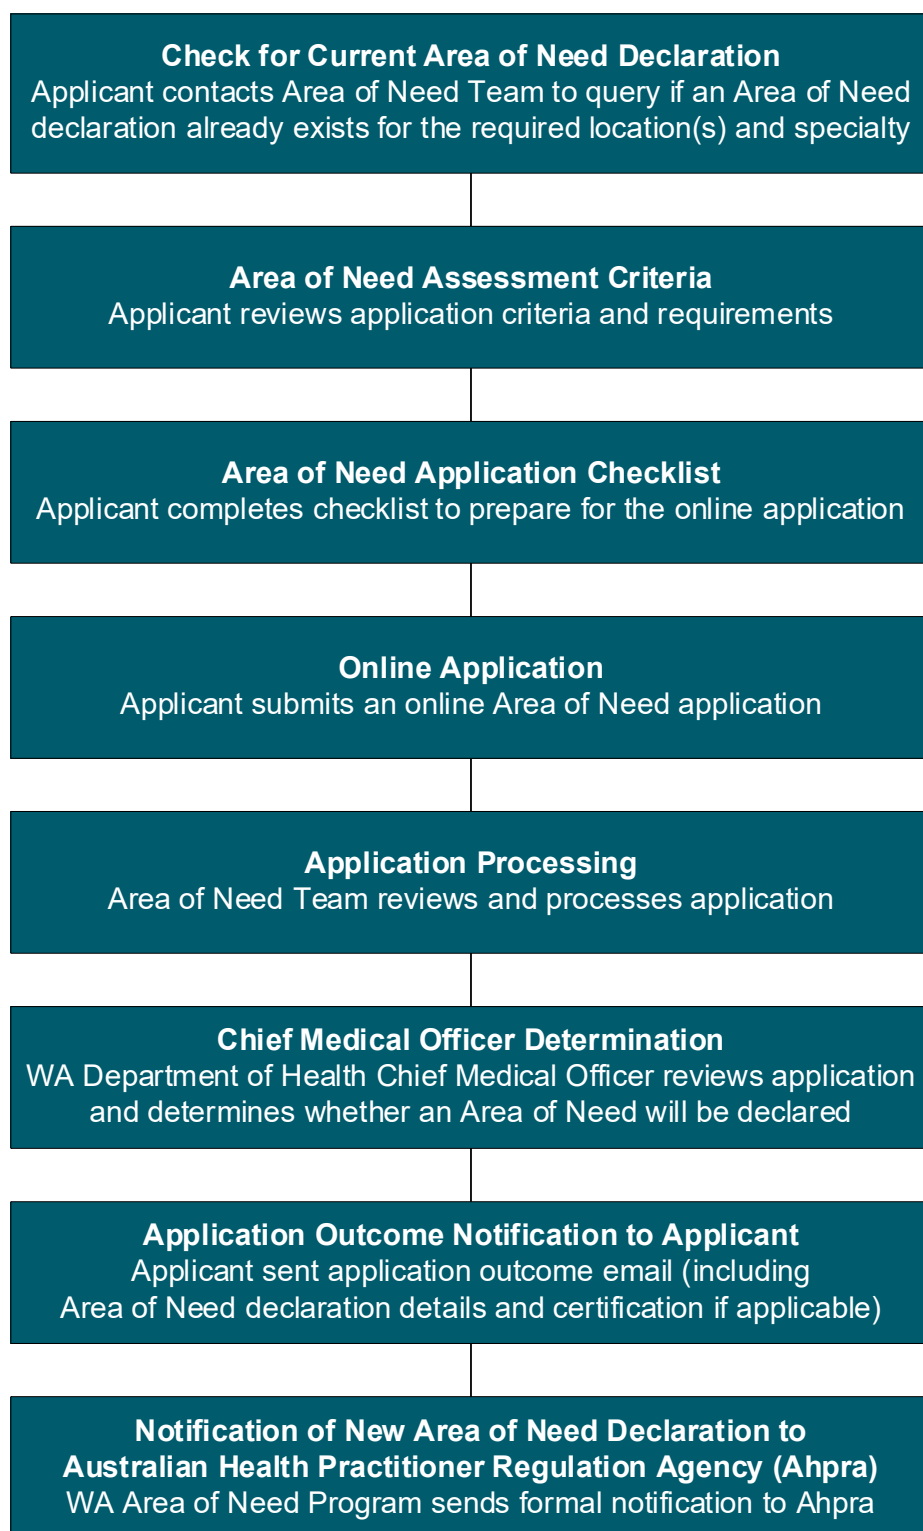 Check for Current Area of Need Declaration
Applicant contacts Area of Need Team to query if an Area of Need
declaration already exists for the required location(s) and specialty
Area of Need Assessment Criteria
Applicant reviews application criteria and requirements
Area of Need Application Checklist
Applicant completes checklist to prepare for the online application
Online Application
Applicant submits an online Area of Need application
Application Processing
Area of Need Team reviews and processes application
Chief Medical Officer Determination
WA Department of Health Chief Medical Officer reviews application
and determines whether an Area of Need will be declared
Application Outcome Notification to Applicant
Applicant sent application outcome email (including
Area of Need declaration details and certification if applicable)
Notification of New Area of Need Declaration to
Australian Health Practitioner Regulation Agency (Ahpra)
WA Area of Need Program sends formal notification to Ahpra